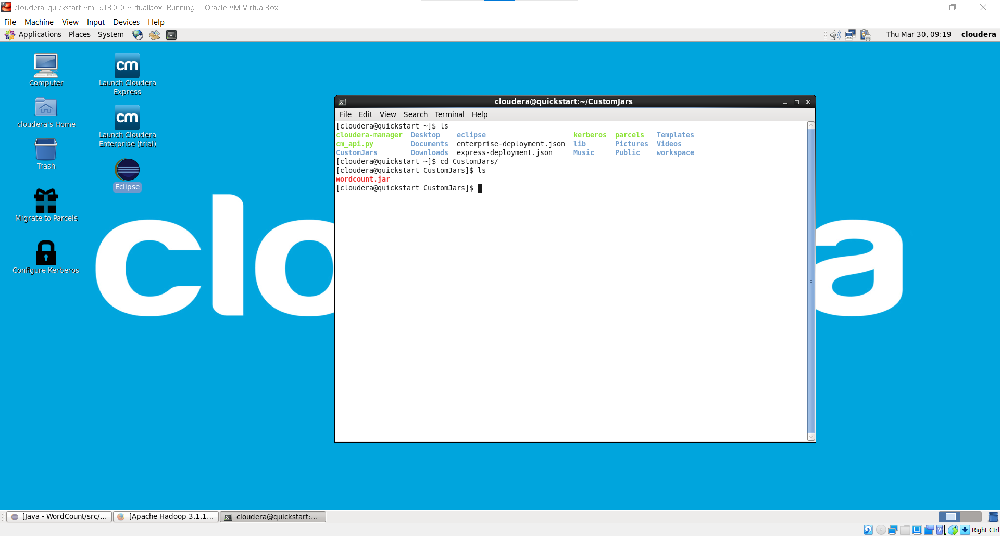 cloudera-quickstart-vm-5.13.0-0-virtualbox [Running] - Oracle VM VirtualBox
File Machine View Input Devices Help
Applications Places System Thu Mar 30, 09:19 cloudera
Computer
Launch Cloudera
Express
cloudera's Home
Launch Cloudera
Enterprise (trial)
Trash
Eclipse
Migrate to Parcels
Configure Kerberos
cm
cm
clo
a
cloudera@quickstart:~/CustomJars
File Edit View Search Terminal Help
[cloudera@quickstart ~]$ ls
cloudera-manager Desktop eclipse kerberos parcels Templates
cm_api.py Documents enterprise-deployment.json lib Pictures Videos
CustomJars Downloads express-deployment.json Music Public workspace
[cloudera@quickstart ~]$ cd CustomJars/
[cloudera@quickstart CustomJars]$ ls
wordcount.jar
[cloudera@quickstart CustomJars]$
[Java - WordCount/src/... [Apache Hadoop 3.1.1... cloudera@quickstart:...
Right Ctrl